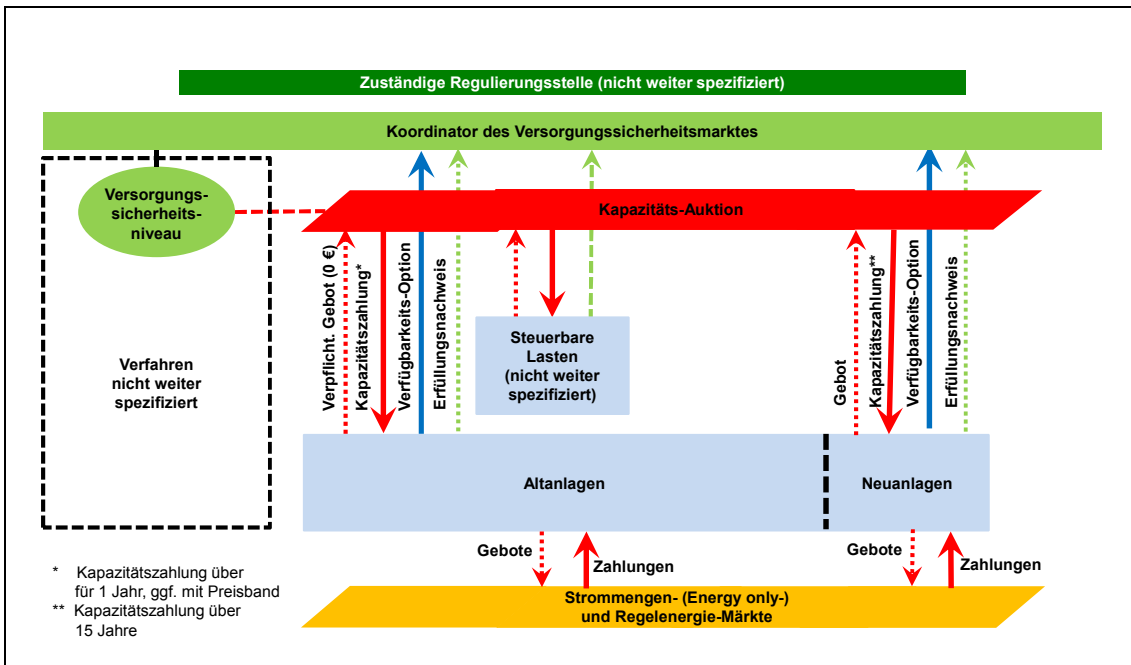 Zuständige Regulierungsstelle (nicht weiter spezifiziert)
Koordinator des Versorgungssicherheitsmarktes
Versorgungs-
sicherheits-
niveau
Kapazitäts-Auktion
Verfahren
nicht weiter
spezifiziert
Verpflicht. Gebot (0 €)
Kapazitätszahlung*
Verfügbarkeits-Option
Erfüllungsnachweis
Steuerbare
Lasten
(nicht weiter
spezifiziert)
Gebot
Kapazitätszahlung**
Verfügbarkeits-Option
Erfüllungsnachweis
Altanlagen
Neuanlagen
Gebote
Zahlungen
Gebote
Zahlungen
Strommengen- (Energy only-)
und Regelenergie-Märkte
* Kapazitätszahlung über
für 1 Jahr, ggf. mit Preisband
** Kapazitätszahlung über
15 Jahre